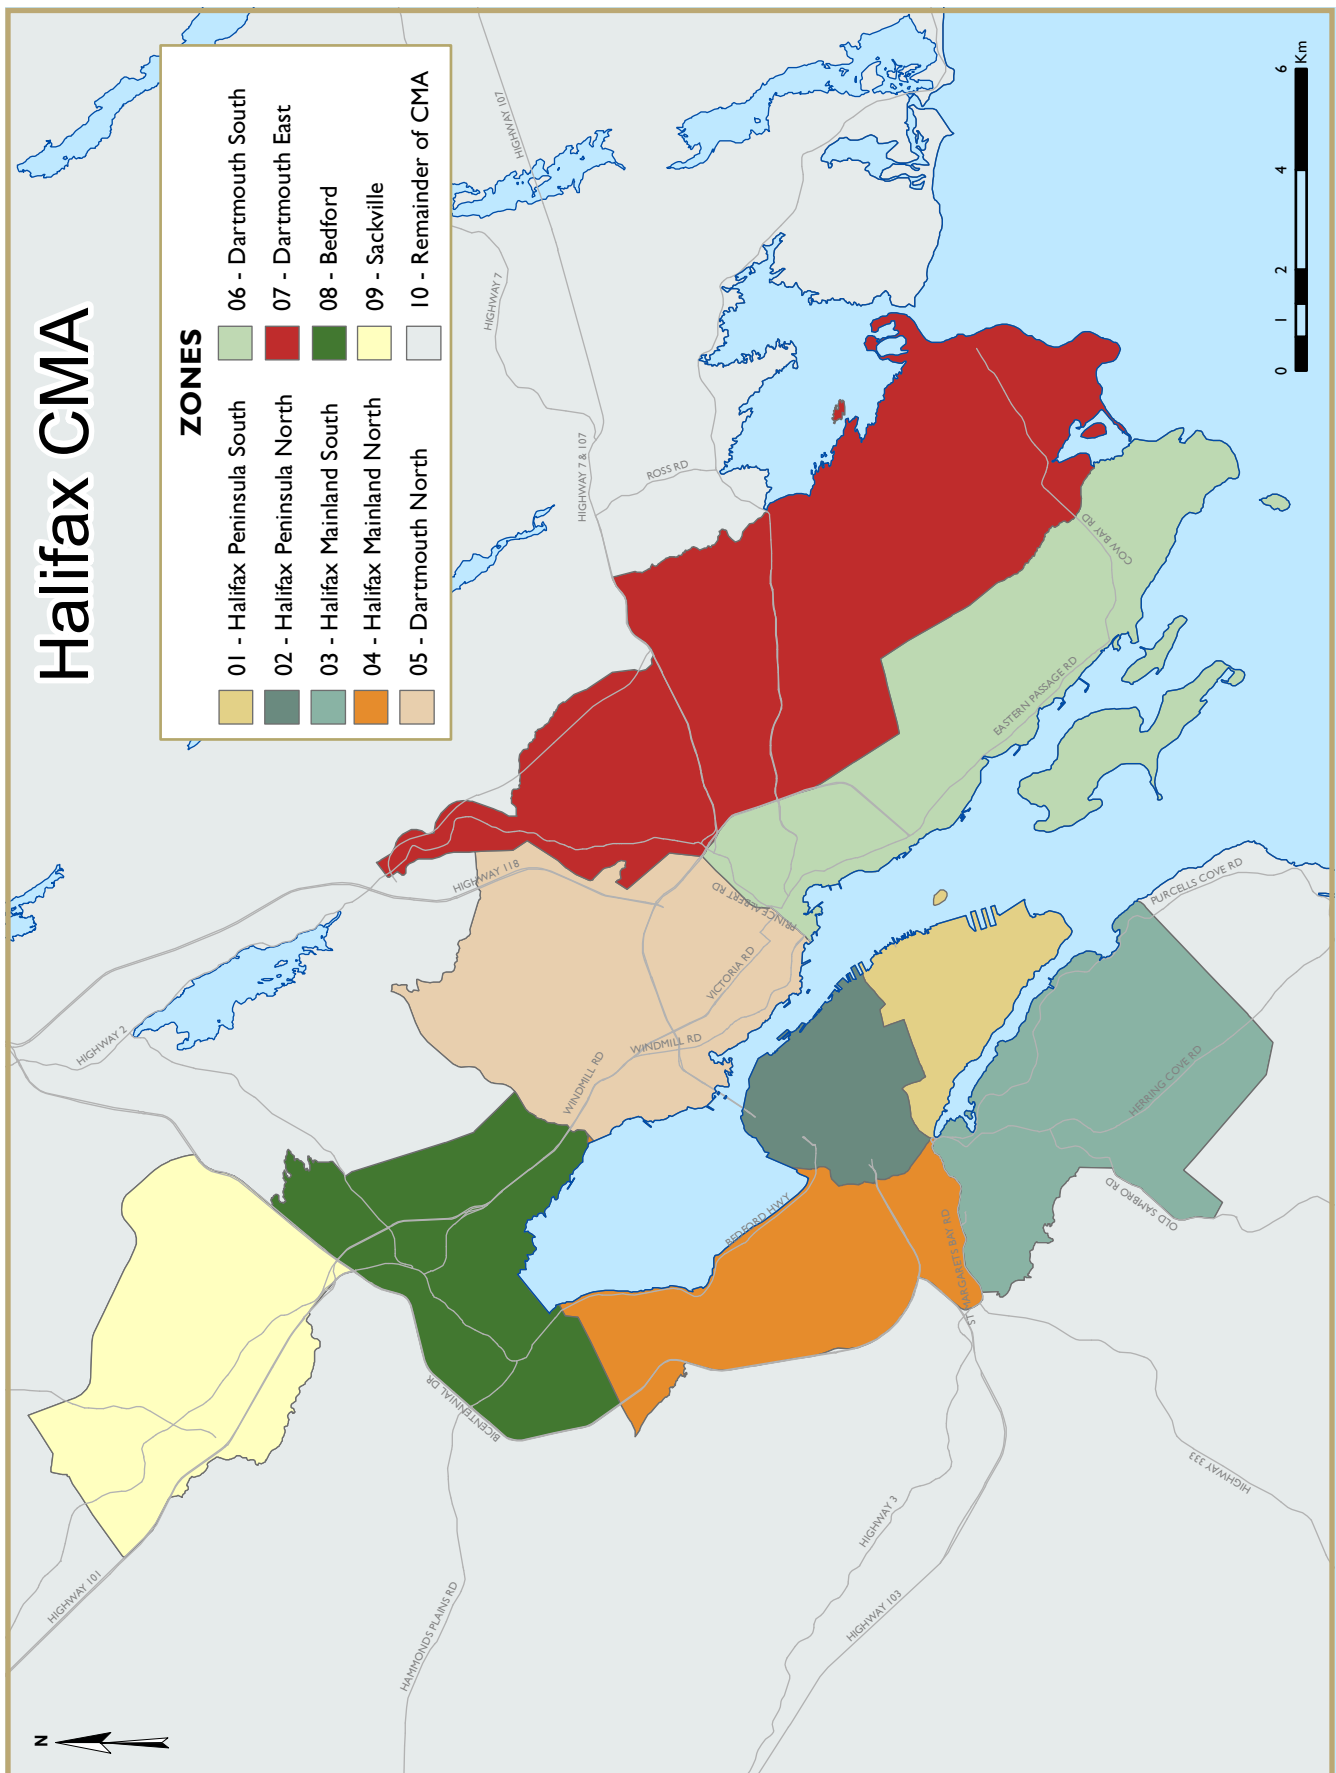 Halifax CMA
ZONES
01 - Halifax Peninsula South
02 - Halifax Peninsula North
03 - Halifax Mainland South
04 - Halifax Mainland North
05 - Dartmouth North
06 - Dartmouth South
07 - Dartmouth East
08 - Bedford
09 - Sackville
10 - Remainder of CMA
N
HIGHWAY 101
HIGHWAY 2
HIGHWAY 118
HIGHWAY 107
HIGHWAY 7
HIGHWAY 7 & 107
ROSS RD
HAMMONDS PLAINS RD
BICENTENNIAL DR
WINDMILL RD
WINDMILL RD
VICTORIA RD
PRINCE ALBERT RD
BEDFORD HWY
EASTERN PASSAGE RD
COW BAY RD
HIGHWAY 3
HIGHWAY 103
ST MARGARETS BAY RD
HIGHWAY 333
OLD SAMBRO RD
HERRING COVE RD
PURCELLS COVE RD
0 1 2 4 6
Km